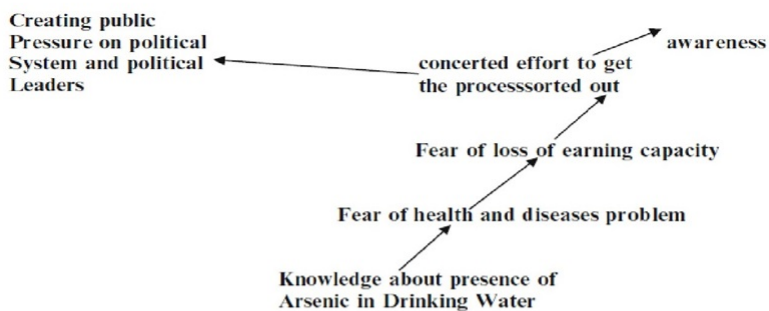 Creating public
Pressure on political
System and political
Leaders
awareness
concerted effort to get
the processsorted out
Fear of loss of earning capacity
Fear of health and diseases problem
Knowledge about presence of
Arsenic in Drinking Water